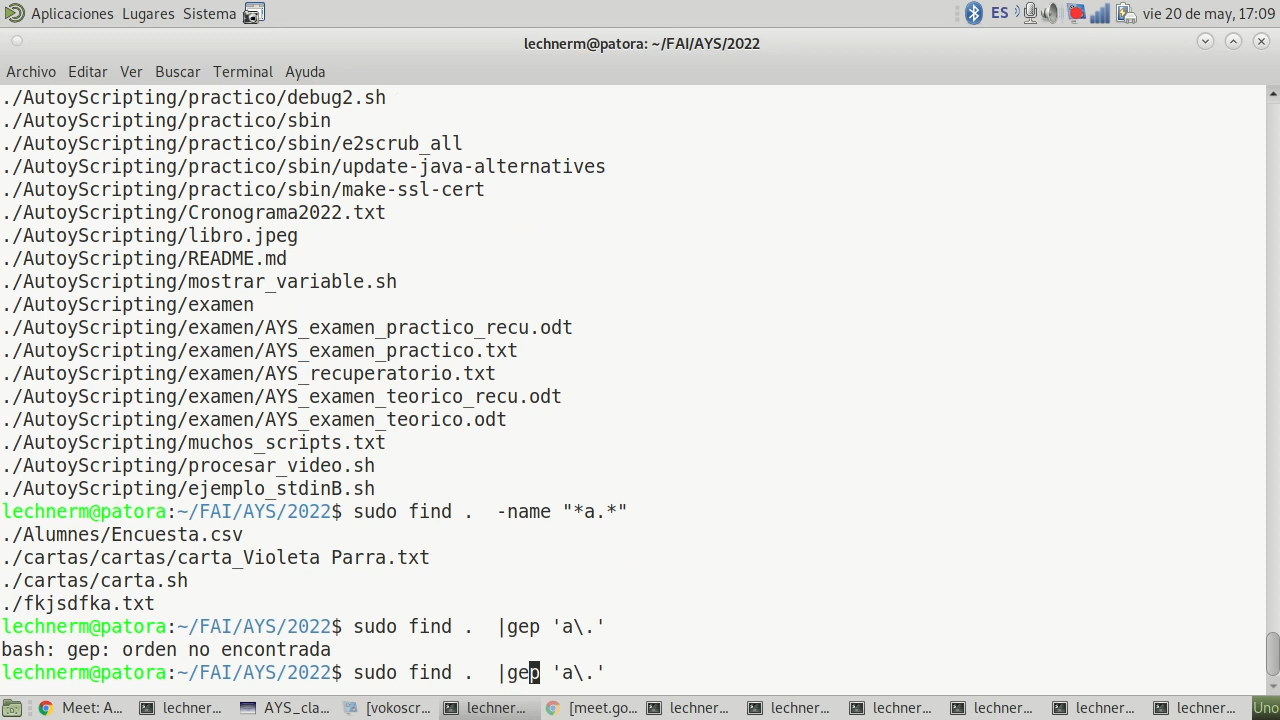 Aplicaciones Lugares Sistema ES vie 20 de may, 17:09
lechnerm@patora: ~/FAI/AYS/2022
Archivo Editar Ver Buscar Terminal Ayuda
./AutoyScripting/practico/debug2.sh
./AutoyScripting/practico/sbin
./AutoyScripting/practico/sbin/e2scrub_all
./AutoyScripting/practico/sbin/update-java-alternatives
./AutoyScripting/practico/sbin/make-ssl-cert
./AutoyScripting/Cronograma2022.txt
./AutoyScripting/libro.jpeg
./AutoyScripting/README.md
./AutoyScripting/mostrar_variable.sh
./AutoyScripting/examen
./AutoyScripting/examen/AYS_examen_practico_recu.odt
./AutoyScripting/examen/AYS_examen_practico.txt
./AutoyScripting/examen/AYS_recuperatorio.txt
./AutoyScripting/examen/AYS_examen_teorico_recu.odt
./AutoyScripting/examen/AYS_examen_teorico.odt
./AutoyScripting/muchos_scripts.txt
./AutoyScripting/procesar_video.sh
./AutoyScripting/ejemplo_stdinB.sh
lechnerm@patora:~/FAI/AYS/2022$ sudo find .  -name "*a.*"
./Alumnes/Encuesta.csv
./cartas/cartas/carta_Violeta Parra.txt
./cartas/carta.sh
./fkjsdfka.txt
lechnerm@patora:~/FAI/AYS/2022$ sudo find .  |gep 'a\.'
bash: gep: orden no encontrada
lechnerm@patora:~/FAI/AYS/2022$ sudo find .  |gep 'a\.'
Meet: A... lechner... AYS_cla... [vokoscr... lechner... [meet.go... lechner... lechner... lechner... lechner... lechner... lechner... Uno